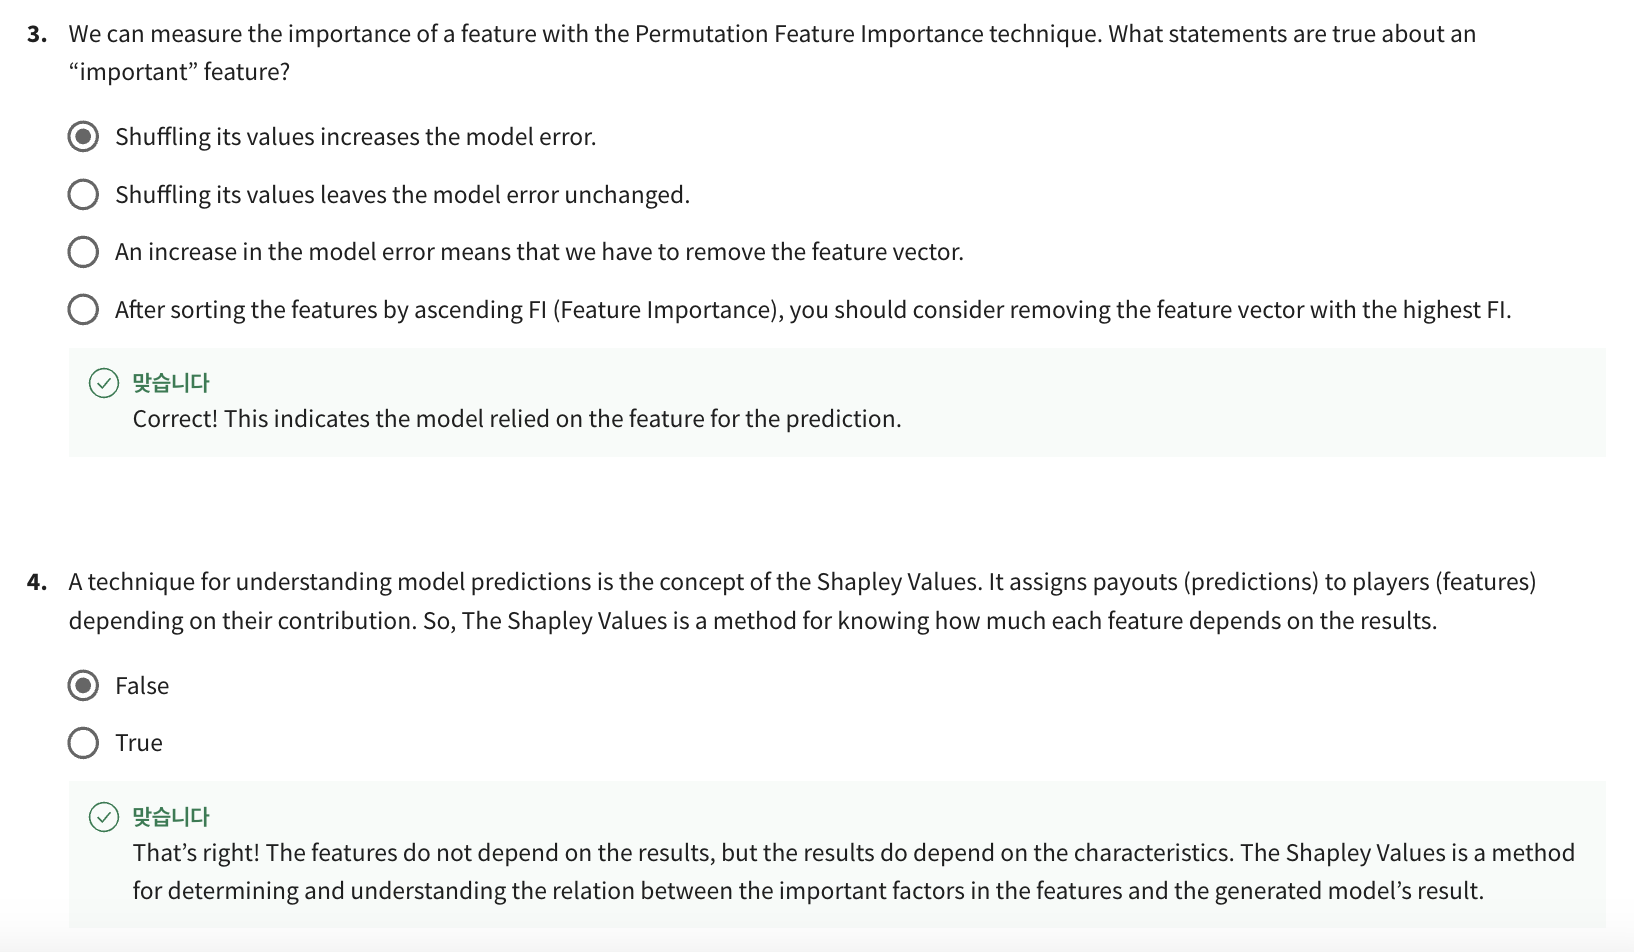 3. We can measure the importance of a feature with the Permutation Feature Importance technique. What statements are true about an
“important” feature?
Shuffling its values increases the model error.
Shuffling its values leaves the model error unchanged.
An increase in the model error means that we have to remove the feature vector.
After sorting the features by ascending FI (Feature Importance), you should consider removing the feature vector with the highest FI.
맞습니다
Correct! This indicates the model relied on the feature for the prediction.
4. A technique for understanding model predictions is the concept of the Shapley Values. It assigns payouts (predictions) to players (features)
depending on their contribution. So, The Shapley Values is a method for knowing how much each feature depends on the results.
False
True
맞습니다
That’s right! The features do not depend on the results, but the results do depend on the characteristics. The Shapley Values is a method
for determining and understanding the relation between the important factors in the features and the generated model’s result.